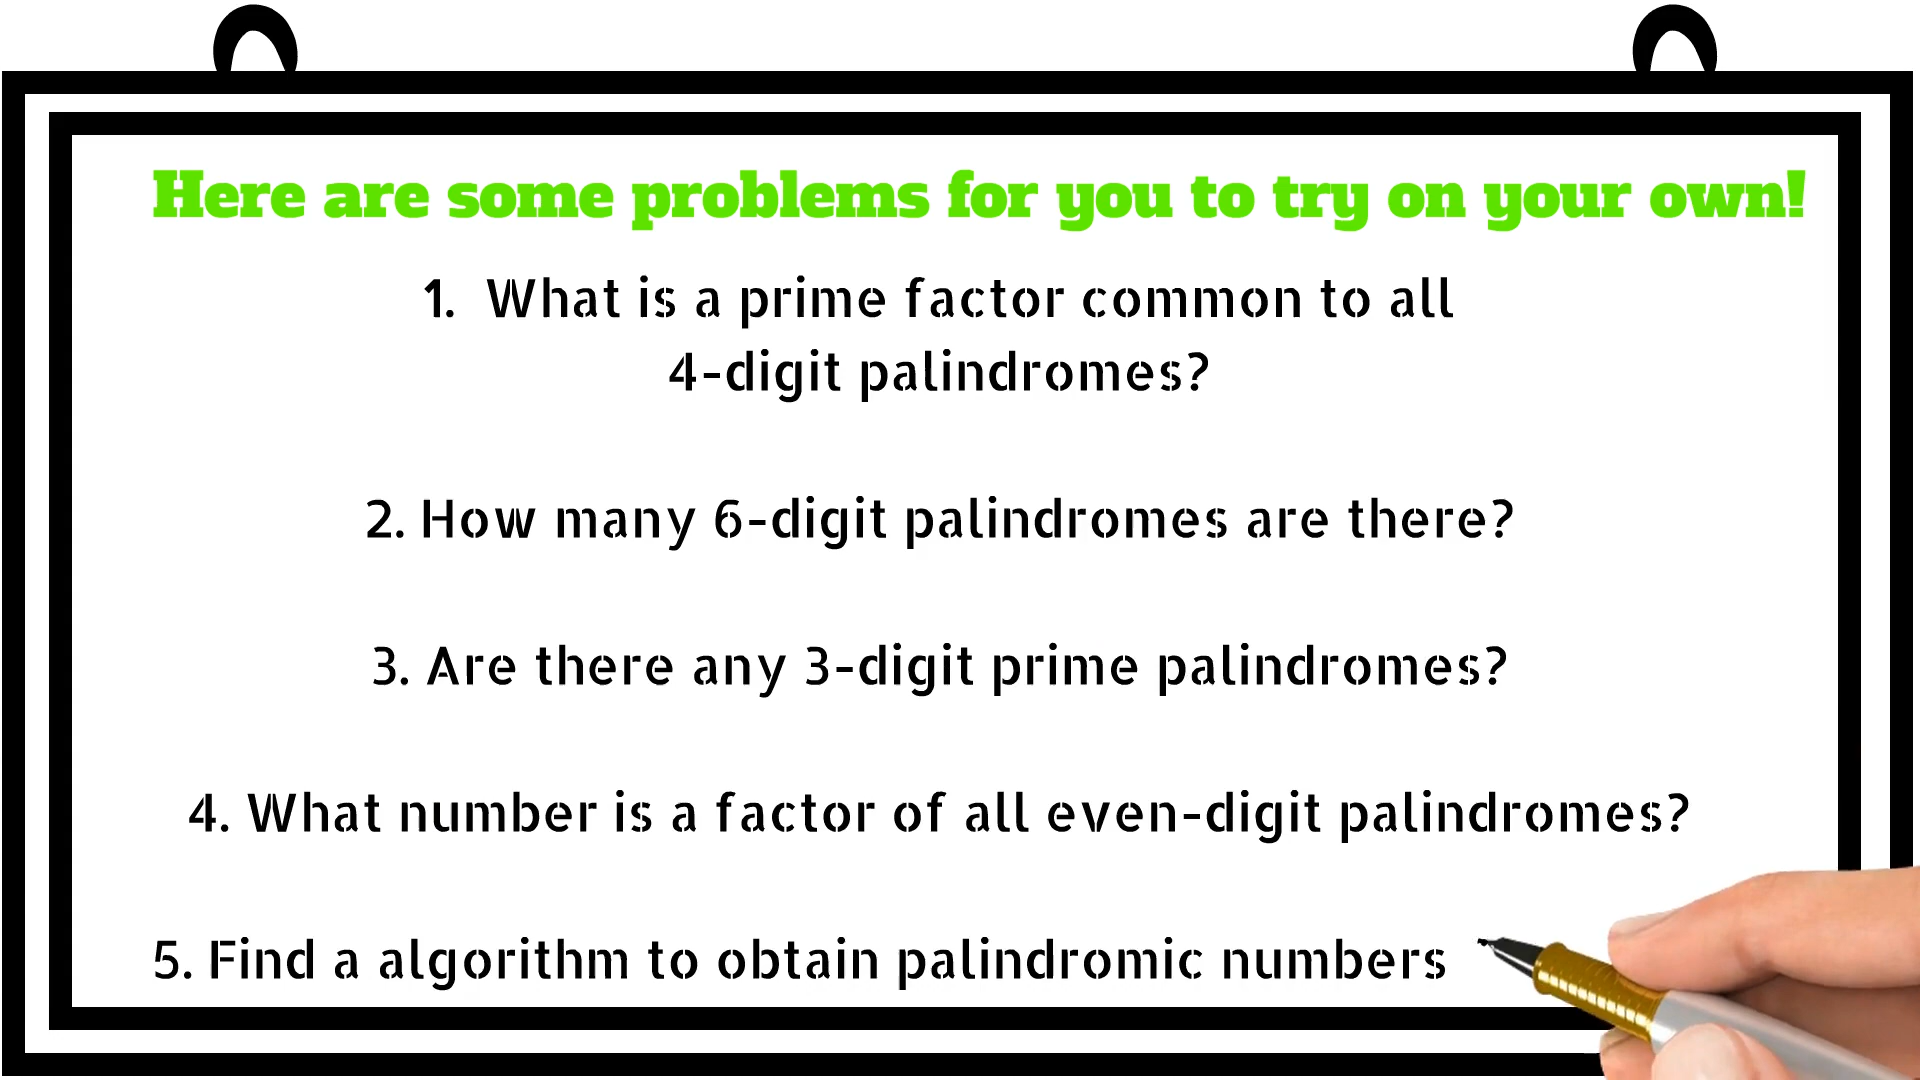 Here are some problems for you to try on your own!
1. What is a prime factor common to all
4-digit palindromes?
2. How many 6-digit palindromes are there?
3. Are there any 3-digit prime palindromes?
4. What number is a factor of all even-digit palindromes?
5. Find a algorithm to obtain palindromic numbers